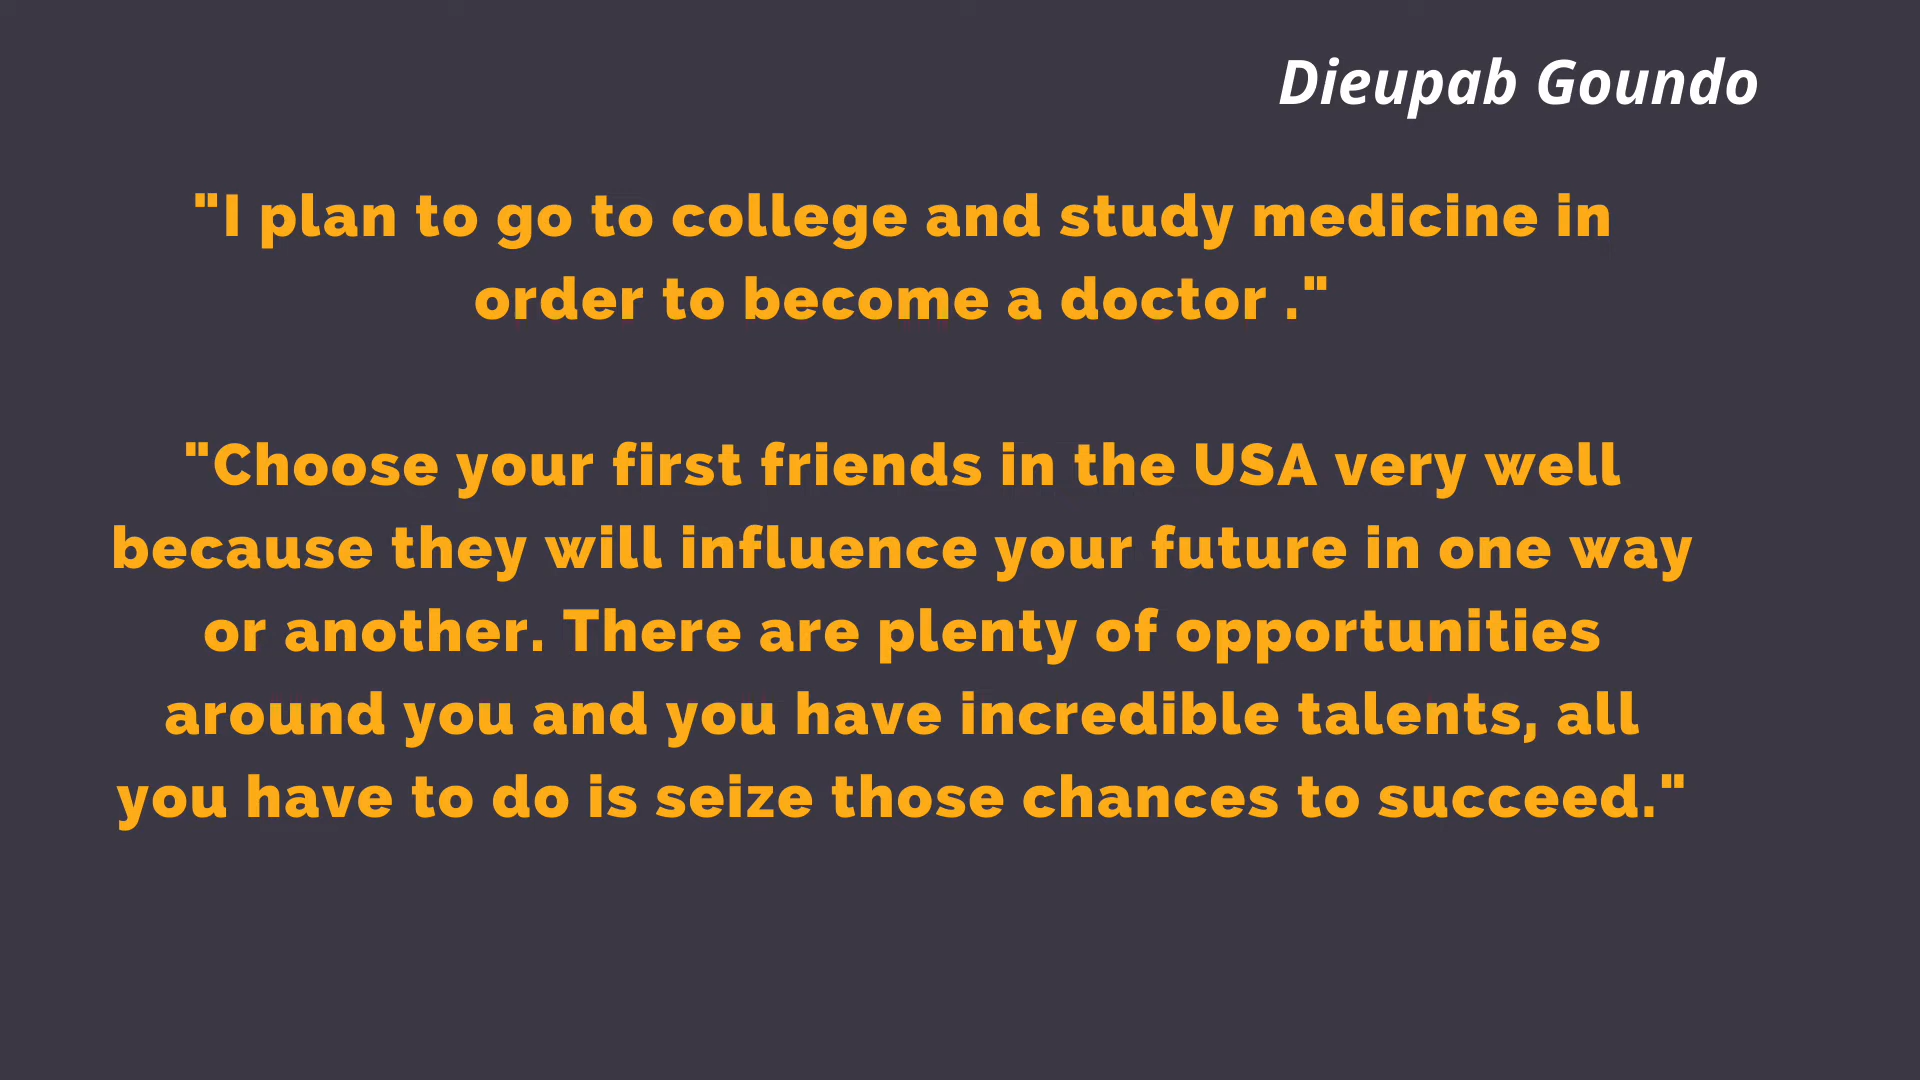 Dieupab Goundo
"I plan to go to college and study medicine in
order to become a doctor ."
"Choose your first friends in the USA very well
because they will influence your future in one way
or another. There are plenty of opportunities
around you and you have incredible talents, all
you have to do is seize those chances to succeed."